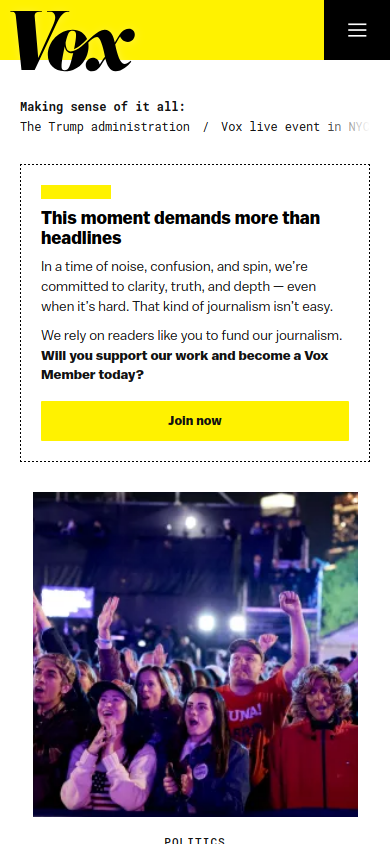 Vox
Making sense of it all:
The Trump administration / Vox live event in NYC
This moment demands more than
headlines
In a time of noise, confusion, and spin, we’re
committed to clarity, truth, and depth — even
when it’s hard. That kind of journalism isn’t easy.
We rely on readers like you to fund our journalism.
Will you support our work and become a Vox
Member today?
Join now
UNA!
POLITICS